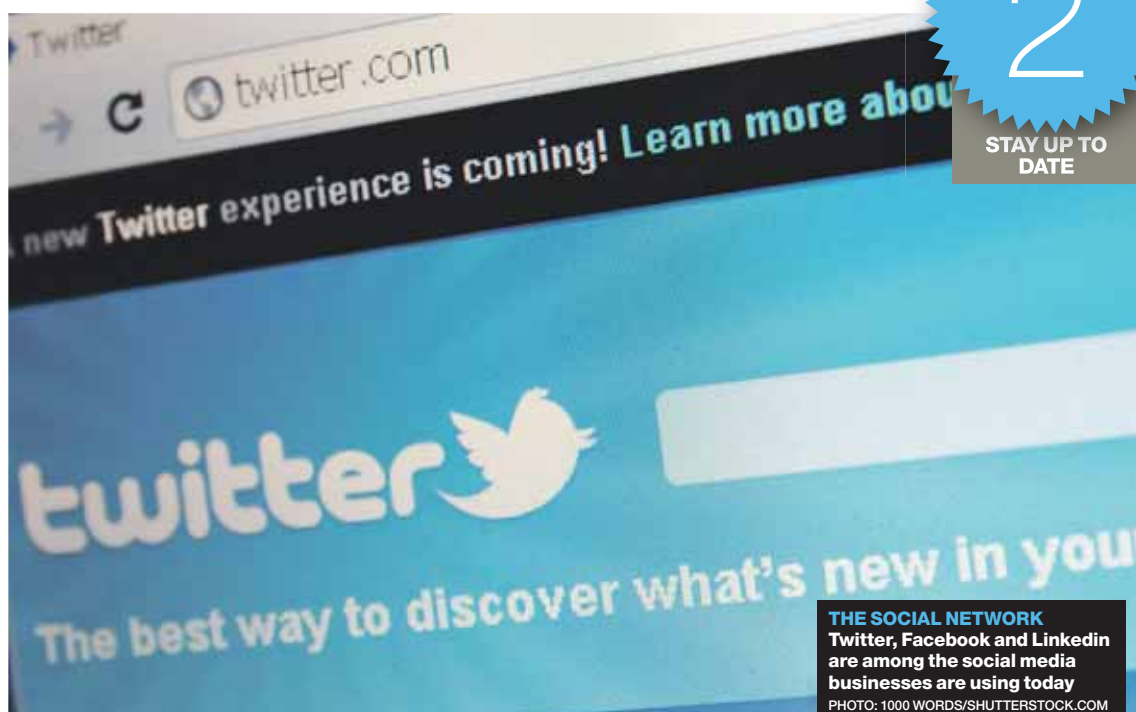 Twitter
twitter.com
new Twitter experience is coming! Learn more
2
STAY UP TO
DATE
twitter
The best way to discover what's new in
THE SOCIAL NETWORK
Twitter, Facebook and Linkedin
are among the social media
businesses are using today
PHOTO: 1000 WORDS/SHUTTERSTOCK.COM